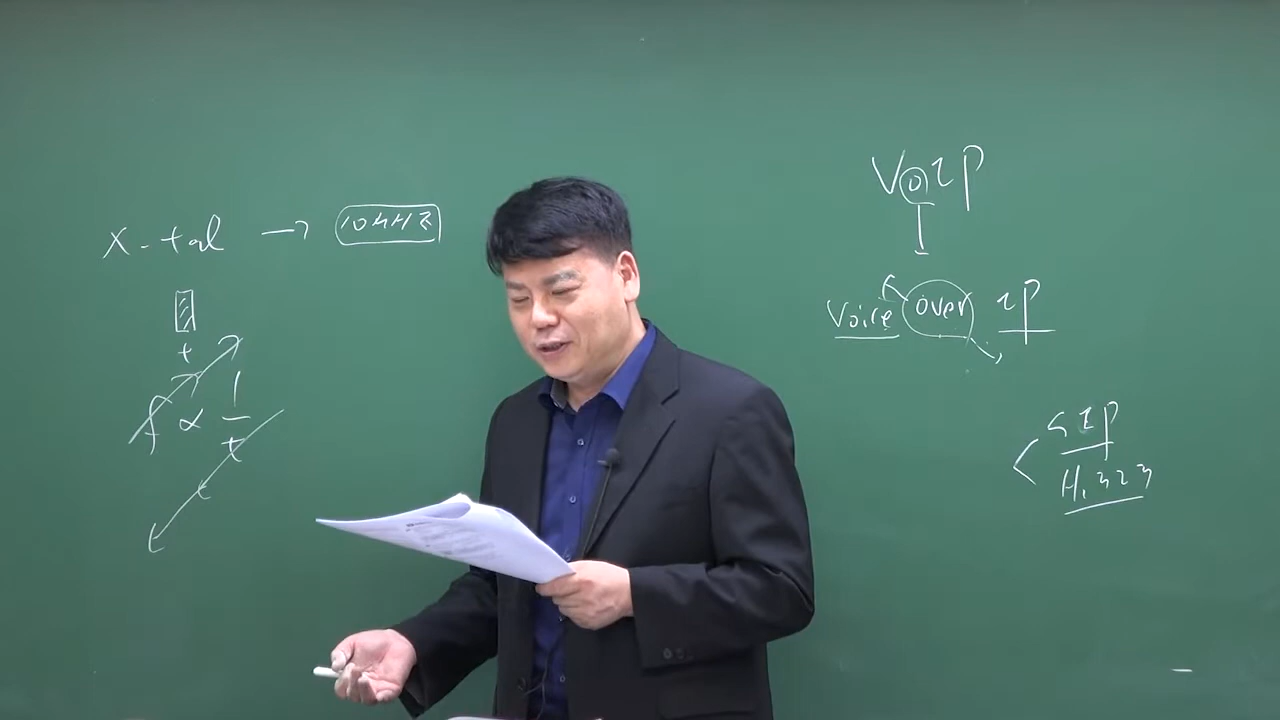 X-tal → 10MHz
t
f ∝ 1/t
VoIP
Voice over IP
SIP
H.323